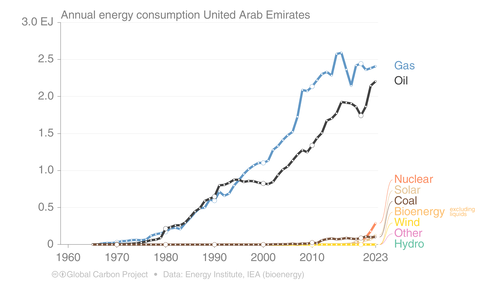 Annual energy consumption United Arab Emirates
3.0 EJ
2.5
2.0
1.5
1.0
0.5
0
1960
1970
1980
1990
2000
2010
2023
Gas
Oil
Nuclear
Solar
Coal
Bioenergy excluding liquids
Wind
Other
Hydro
Global Carbon Project • Data: Energy Institute, IEA (bioenergy)